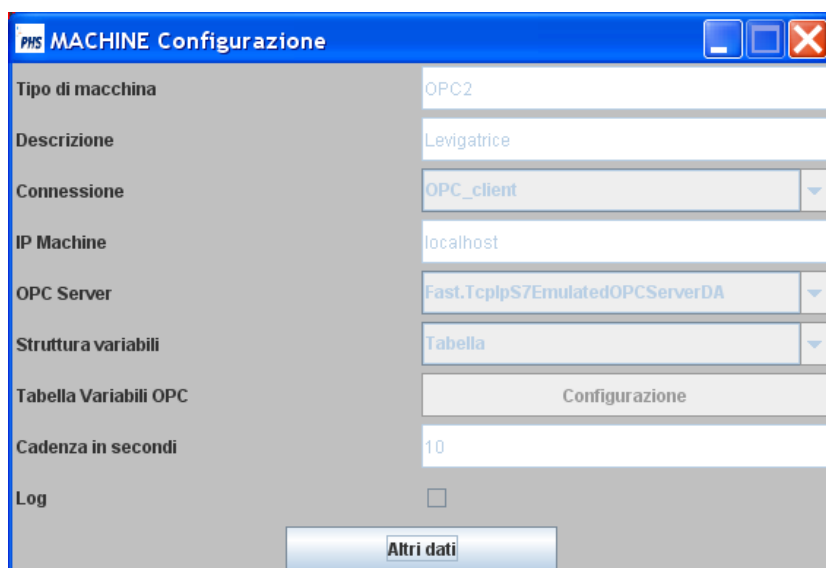 PHS MACHINE Configurazione
Tipo di macchina OPC2
Descrizione Levigatrice
Connessione OPC_client
IP Machine localhost
OPC Server Fast.TcpIpS7EmulatedOPCServerDA
Struttura variabili Tabella
Tabella Variabili OPC Configurazione
Cadenza in secondi 10
Log
Altri dati